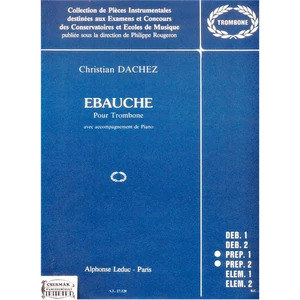 Collection de Pièces Instrumentales
destinées aux Examens et Concours
des Conservatoires et Ecoles de Musique
publiée sous la direction de Philippe Rougeron
TROMBONE
Christian DACHEZ
EBAUCHE
Pour Trombone
avec accompagnement de Piano
DEB. 1
DEB. 2
PREP. 1
PREP. 2
ELEM. 1
ELEM. 2
Alphonse Leduc - Paris
CHERMAK